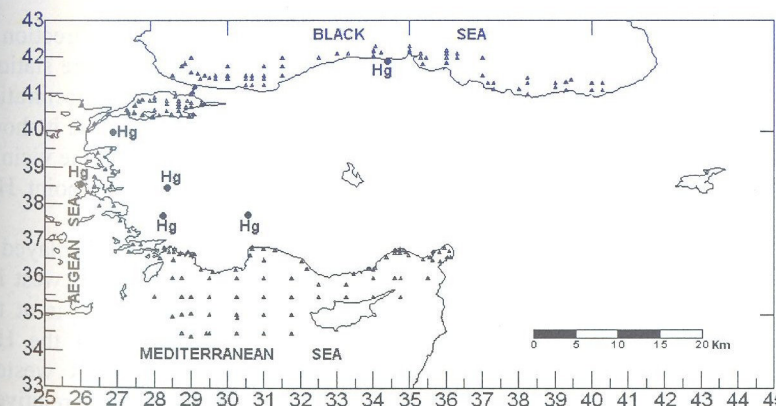 43
BLACK SEA
42
Hg
41
40
Hg
39
Hg
Hg
38
Hg
Hg
37
AEGEAN SEA
36
35
34
MEDITERRANEAN SEA
0 5 10 15 20 Km
33
25 26 27 28 29 30 31 32 33 34 35 36 37 38 39 40 41 42 43 44